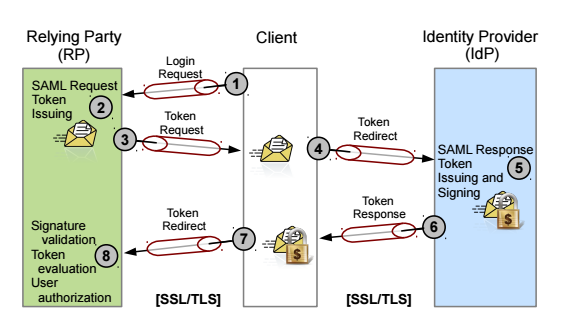 Relying Party
(RP)
Client
Identity Provider
(IdP)
Login
Request
1
SAML Request
Token
Issuing
2
3
Token
Request
4
Token
Redirect
SAML Response
Token
Issuing and
Signing
5
$
Token
Response
6
Token
Redirect
7
$
Signature
validation
Token
evaluation
User
authorization
8
[SSL/TLS]
[SSL/TLS]